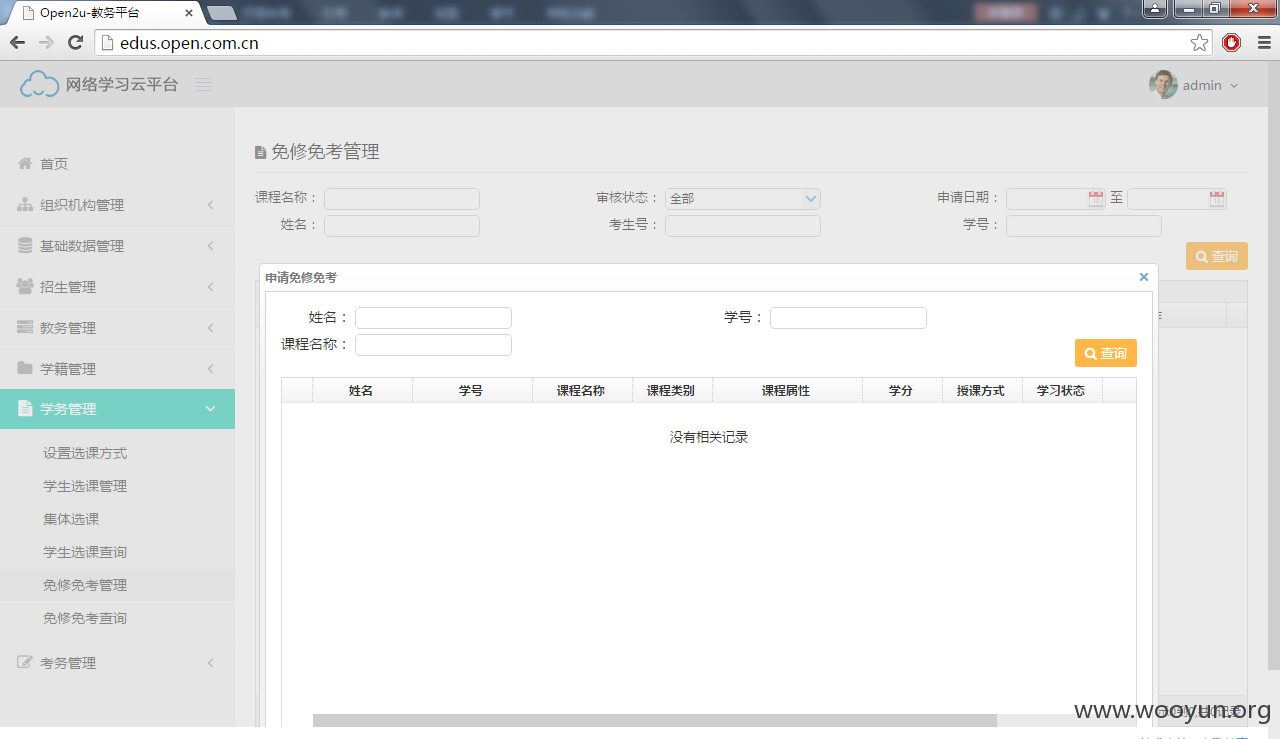 Open2u-教务平台
edus.open.com.cn
网络学习云平台
admin
首页
组织机构管理
基础数据管理
招生管理
教务管理
学籍管理
学务管理
设置选课方式
学生选课管理
集体选课
学生选课查询
免修免考管理
免修免考查询
考务管理
免修免考管理
课程名称： 审核状态： 全部 申请日期： 至
姓名： 考生号： 学号：
查询
申请免修免考
姓名： 学号：
课程名称：
查询
姓名 学号 课程名称 课程类别 课程属性 学分 授课方式 学习状态
没有相关记录
www.wooyun.org